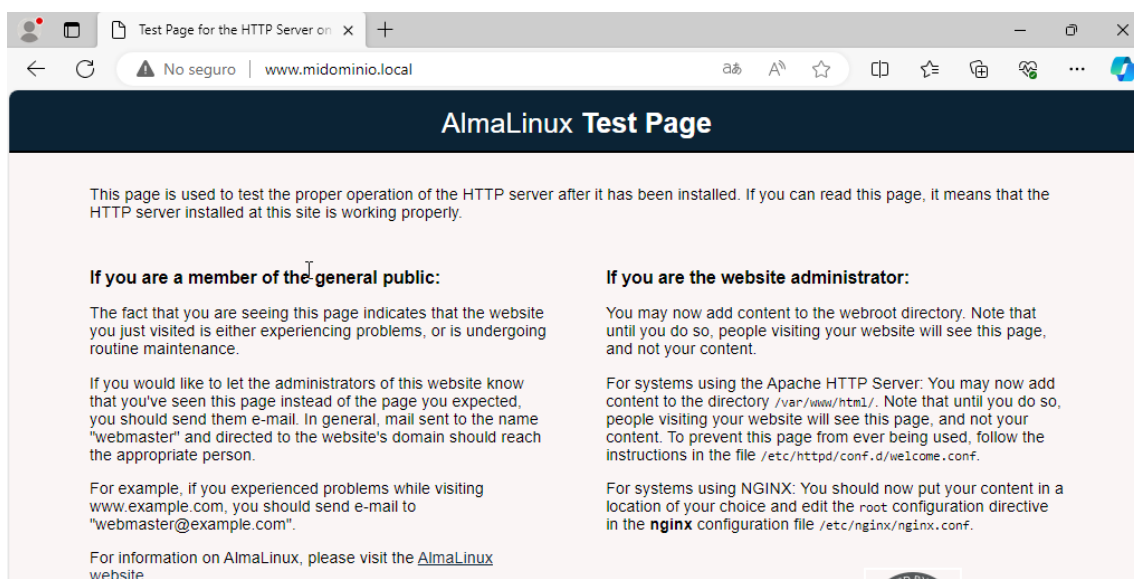 Test Page for the HTTP Server on
No seguro
www.midominio.local
AlmaLinux Test Page
This page is used to test the proper operation of the HTTP server after it has been installed. If you can read this page, it means that the
HTTP server installed at this site is working properly.
If you are a member of the general public:
The fact that you are seeing this page indicates that the website
you just visited is either experiencing problems, or is undergoing
routine maintenance.
If you would like to let the administrators of this website know
that you've seen this page instead of the page you expected,
you should send them e-mail. In general, mail sent to the name
"webmaster" and directed to the website's domain should reach
the appropriate person.
For example, if you experienced problems while visiting
www.example.com, you should send e-mail to
"webmaster@example.com".
For information on AlmaLinux, please visit the AlmaLinux
website
If you are the website administrator:
You may now add content to the webroot directory. Note that
until you do so, people visiting your website will see this page,
and not your content.
For systems using the Apache HTTP Server: You may now add
content to the directory /var/www/html/. Note that until you do so,
people visiting your website will see this page, and not your
content. To prevent this page from ever being used, follow the
instructions in the file /etc/httpd/conf.d/welcome.conf.
For systems using NGINX: You should now put your content in a
location of your choice and edit the root configuration directive
in the nginx configuration file /etc/nginx/nginx.conf.